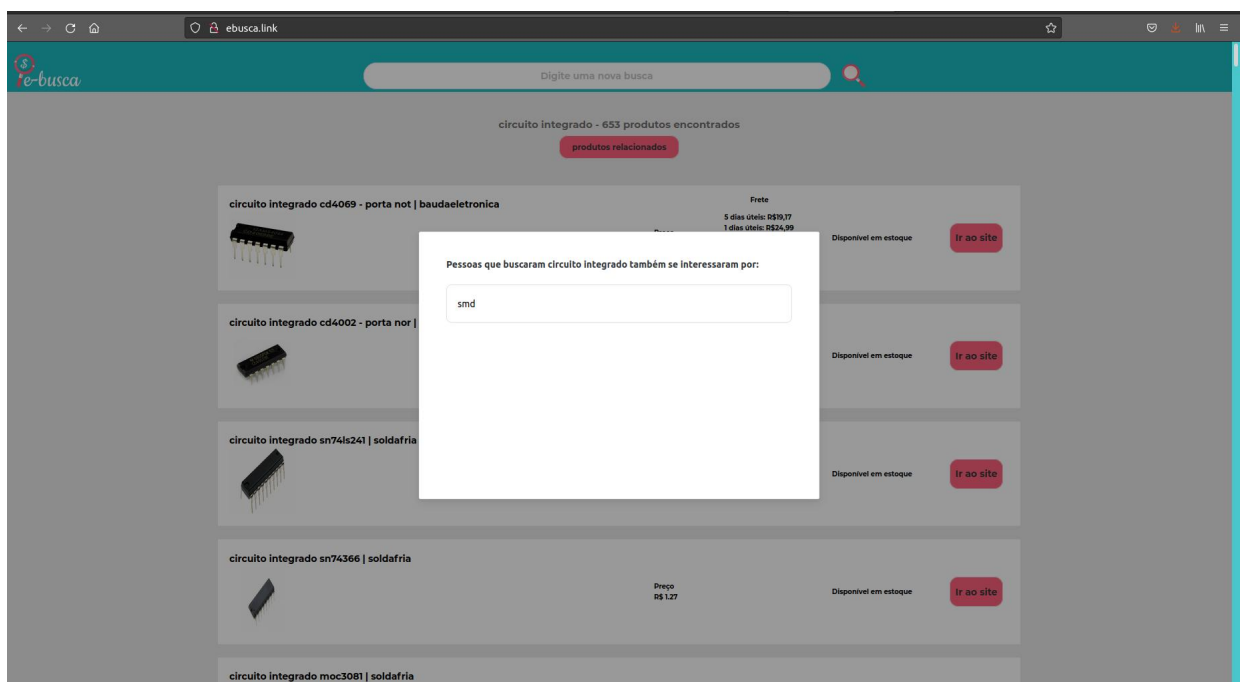 ebusca.link
e-busca
Digite uma nova busca
circuito integrado - 653 produtos encontrados
produtos relacionados
circuito integrado cd4069 - porta not | baudaeletronica
Frete
5 dias úteis: R$19,17
1 dias úteis: R$24,99
Disponível em estoque
Ir ao site
Pessoas que buscaram circuito integrado também se interessaram por:
smd
circuito integrado cd4002 - porta nor |
Disponível em estoque
Ir ao site
circuito integrado sn74ls241 | soldafria
Disponível em estoque
Ir ao site
circuito integrado sn74366 | soldafria
Preço
R$ 1.27
Disponível em estoque
Ir ao site
circuito integrado moc3081 | soldafria